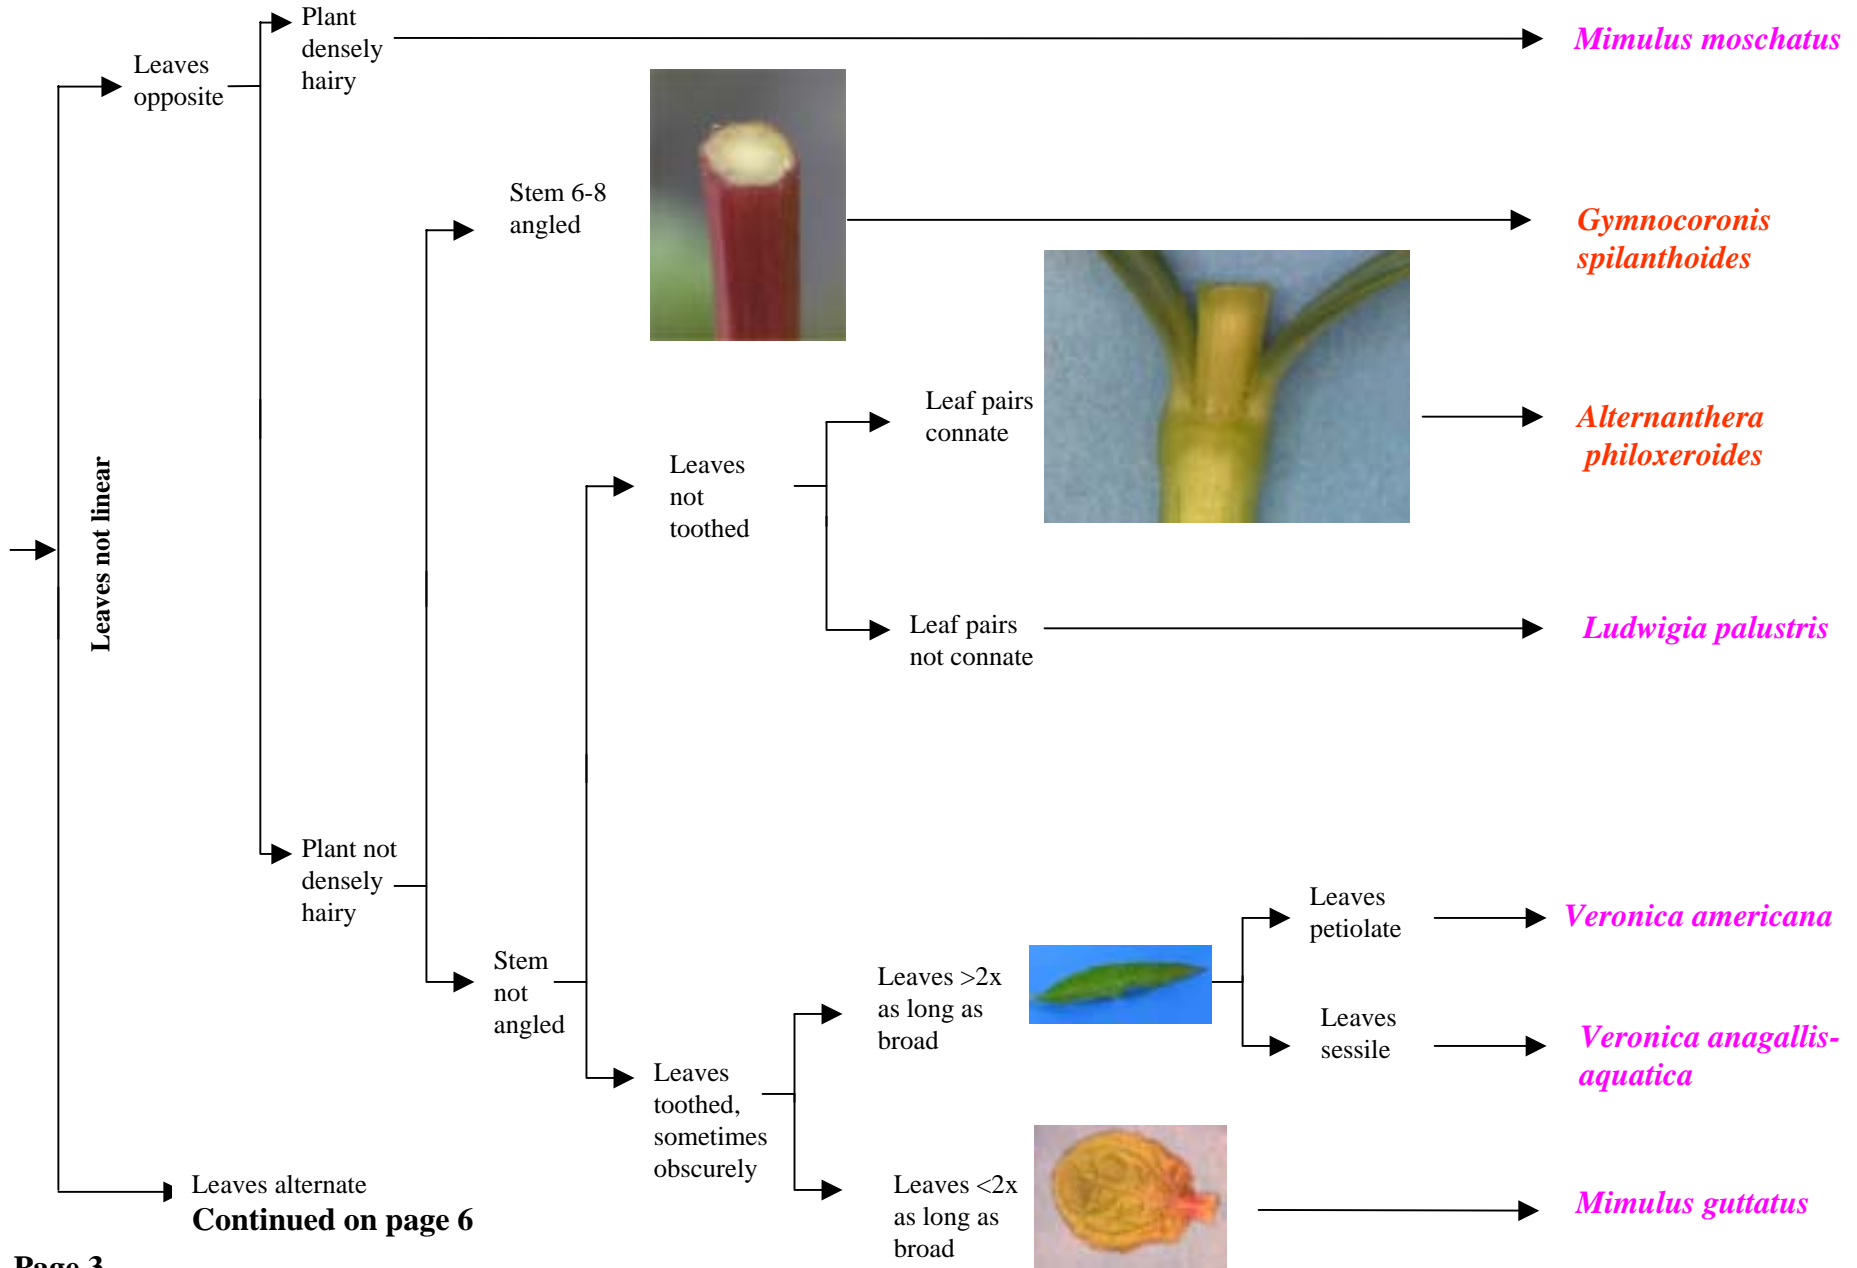 Leaves not linear
Leaves
opposite
Plant
densely
hairy
Mimulus moschatus
Plant not
densely
hairy
Stem 6-8
angled
Gymnocoronis
spilanthoides
Stem
not
angled
Leaves
not
toothed
Leaf pairs
connate
Alternanthera
philoxeroides
Leaf pairs
not connate
Ludwigia palustris
Leaves
toothed,
sometimes
obscurely
Leaves >2x
as long as
broad
Leaves
petiolate
Veronica americana
Leaves
sessile
Veronica anagallis-
aquatica
Leaves <2x
as long as
broad
Mimulus guttatus
Leaves alternate
Continued on page 6
Page 3